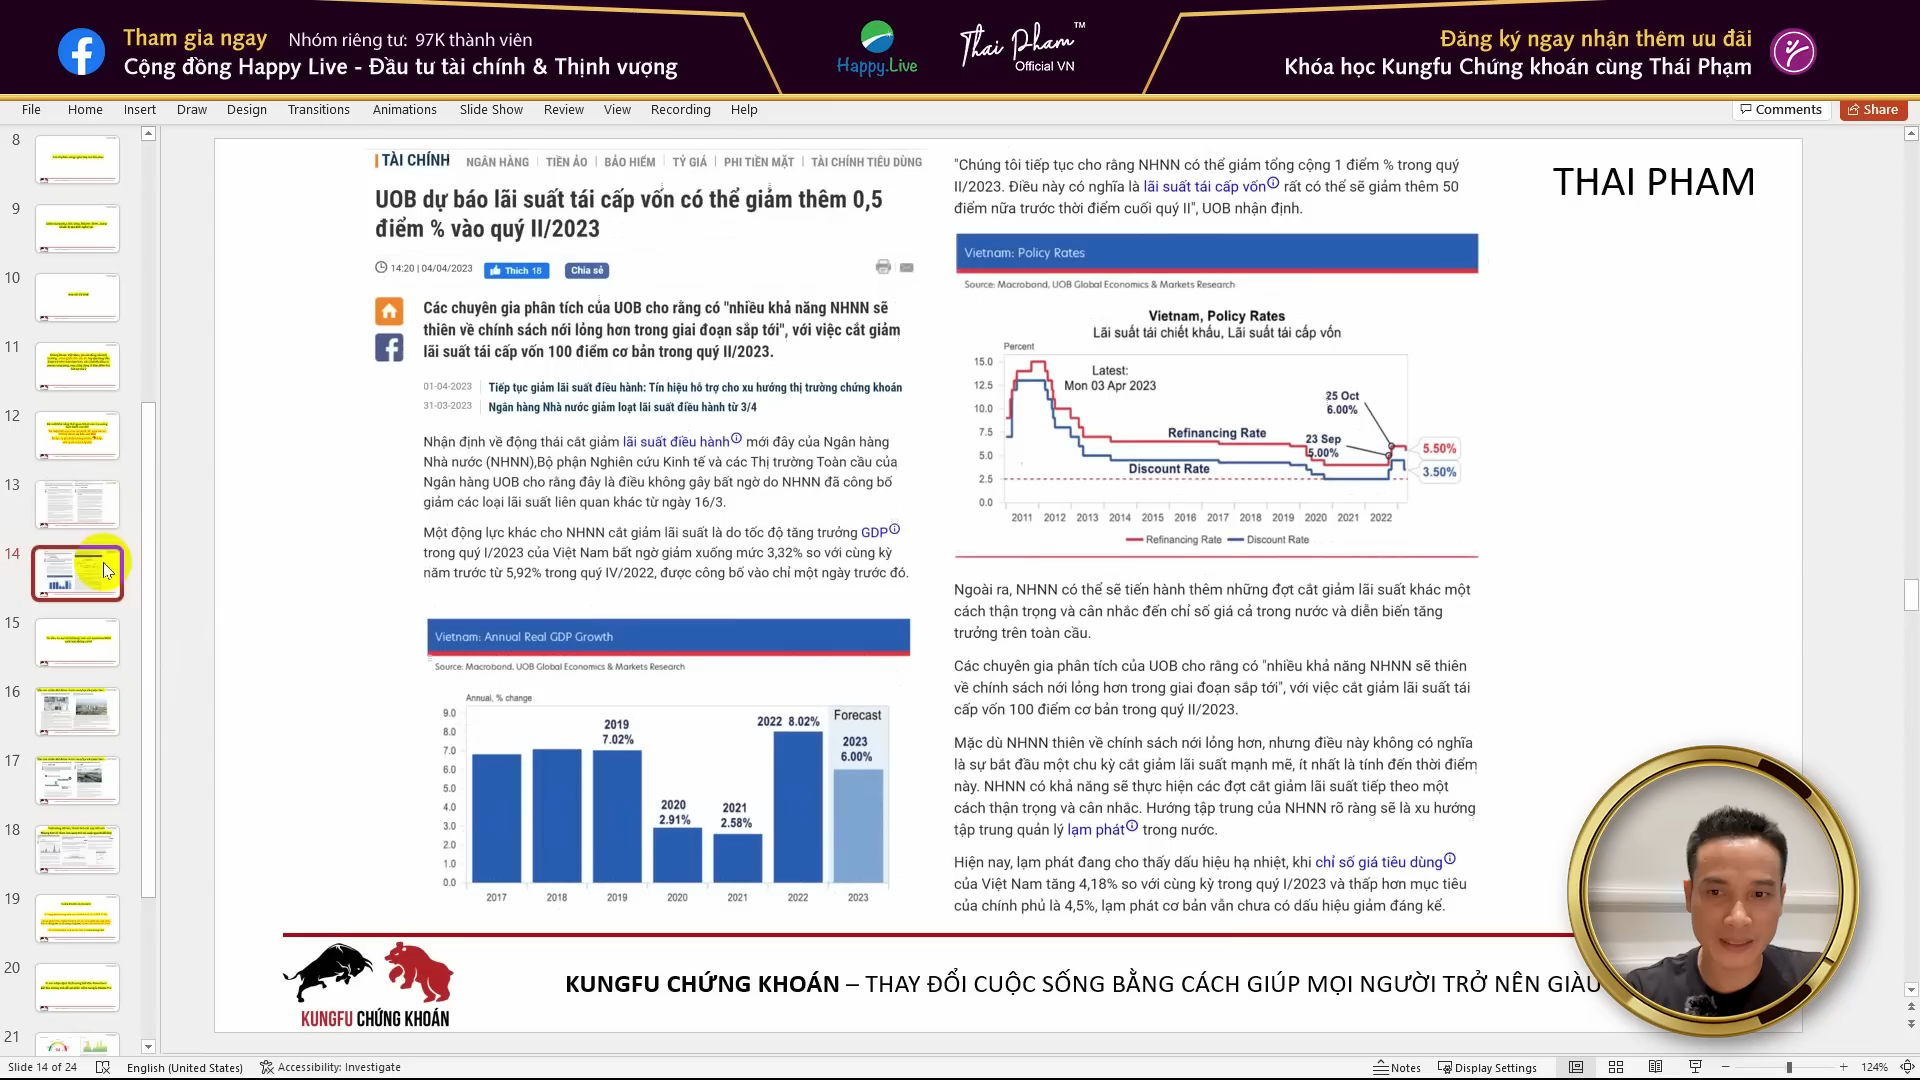 Tham gia ngay Nhóm riêng tư: 97K thành viên
Cộng đồng Happy Live - Đầu tư tài chính & Thịnh vượng
Happy.Live
Thai Pham™
Official VN
Đăng ký ngay nhận thêm ưu đãi
Khóa học Kungfu Chứng khoán cùng Thái Phạm
File Home Insert Draw Design Transitions Animations Slide Show Review View Recording Help
Comments Share
8
9
10
11
12
13
14
15
16
17
18
19
20
21
TÀI CHÍNH NGÂN HÀNG | TIỀN ẢO | BẢO HIỂM | TỶ GIÁ | PHI TIỀN MẶT | TÀI CHÍNH TIÊU DÙNG
UOB dự báo lãi suất tái cấp vốn có thể giảm thêm 0,5
điểm % vào quý II/2023
14:20 | 04/04/2023 Thích 18 Chia sẻ
Các chuyên gia phân tích của UOB cho rằng có "nhiều khả năng NHNN sẽ
thiên về chính sách nới lỏng hơn trong giai đoạn sắp tới", với việc cắt giảm
lãi suất tái cấp vốn 100 điểm cơ bản trong quý II/2023.
01-04-2023 Tiếp tục giảm lãi suất điều hành: Tín hiệu hỗ trợ cho xu hướng thị trường chứng khoán
31-03-2023 Ngân hàng Nhà nước giảm loạt lãi suất điều hành từ 3/4
Nhận định về động thái cắt giảm lãi suất điều hành mới đây của Ngân hàng
Nhà nước (NHNN),Bộ phận Nghiên cứu Kinh tế và các Thị trường Toàn cầu của
Ngân hàng UOB cho rằng đây là điều không gây bất ngờ do NHNN đã công bố
giảm các loại lãi suất liên quan khác từ ngày 16/3.
Một động lực khác cho NHNN cắt giảm lãi suất là do tốc độ tăng trưởng GDP
trong quý I/2023 của Việt Nam bất ngờ giảm xuống mức 3,32% so với cùng kỳ
năm trước từ 5,92% trong quý IV/2022, được công bố vào chỉ một ngày trước đó.
Vietnam: Annual Real GDP Growth
Source: Macrobond, UOB Global Economics & Markets Research
Annual, % change
9.0
8.0
7.0
6.0
5.0
4.0
3.0
2.0
1.0
0.0
2019
7.02%
2020
2.91%
2021
2.58%
2022 8.02%
Forecast
2023
6.00%
2017 2018 2019 2020 2021 2022 2023
"Chúng tôi tiếp tục cho rằng NHNN có thể giảm tổng cộng 1 điểm % trong quý
II/2023. Điều này có nghĩa là lãi suất tái cấp vốn rất có thể sẽ giảm thêm 50
điểm nữa trước thời điểm cuối quý II", UOB nhận định.
Vietnam: Policy Rates
Source: Macrobond, UOB Global Economics & Markets Research
Vietnam, Policy Rates
Lãi suất tái chiết khấu, Lãi suất tái cấp vốn
Percent
15.0
12.5
10.0
7.5
5.0
2.5
0.0
Latest:
Mon 03 Apr 2023
25 Oct
6.00%
23 Sep
5.00%
Refinancing Rate
Discount Rate
5.50%
3.50%
2011 2012 2013 2014 2015 2016 2017 2018 2019 2020 2021 2022
Refinancing Rate Discount Rate
Ngoài ra, NHNN có thể sẽ tiến hành thêm những đợt cắt giảm lãi suất khác một
cách thận trọng và cân nhắc đến chỉ số giá cả trong nước và diễn biến tăng
trưởng trên toàn cầu.
Các chuyên gia phân tích của UOB cho rằng có "nhiều khả năng NHNN sẽ thiên
về chính sách nới lỏng hơn trong giai đoạn sắp tới", với việc cắt giảm lãi suất tái
cấp vốn 100 điểm cơ bản trong quý II/2023.
Mặc dù NHNN thiên về chính sách nới lỏng hơn, nhưng điều này không có nghĩa
là sự bắt đầu một chu kỳ cắt giảm lãi suất mạnh mẽ, ít nhất là tính đến thời điểm
này. NHNN có khả năng sẽ thực hiện các đợt cắt giảm lãi suất tiếp theo một
cách thận trọng và cân nhắc. Hướng tập trung của NHNN rõ ràng sẽ là xu hướng
tập trung quản lý lạm phát trong nước.
Hiện nay, lạm phát đang cho thấy dấu hiệu hạ nhiệt, khi chỉ số giá tiêu dùng
của Việt Nam tăng 4,18% so với cùng kỳ trong quý I/2023 và thấp hơn mục tiêu
của chính phủ là 4,5%, lạm phát cơ bản vẫn chưa có dấu hiệu giảm đáng kể.
THAI PHAM
KUNGFU CHỨNG KHOÁN
KUNGFU CHỨNG KHOÁN – THAY ĐỔI CUỘC SỐNG BẰNG CÁCH GIÚP MỌI NGƯỜI TRỞ NÊN GIÀU
Slide 14 of 24 English (United States) Accessibility: Investigate
Notes Display Settings 124%